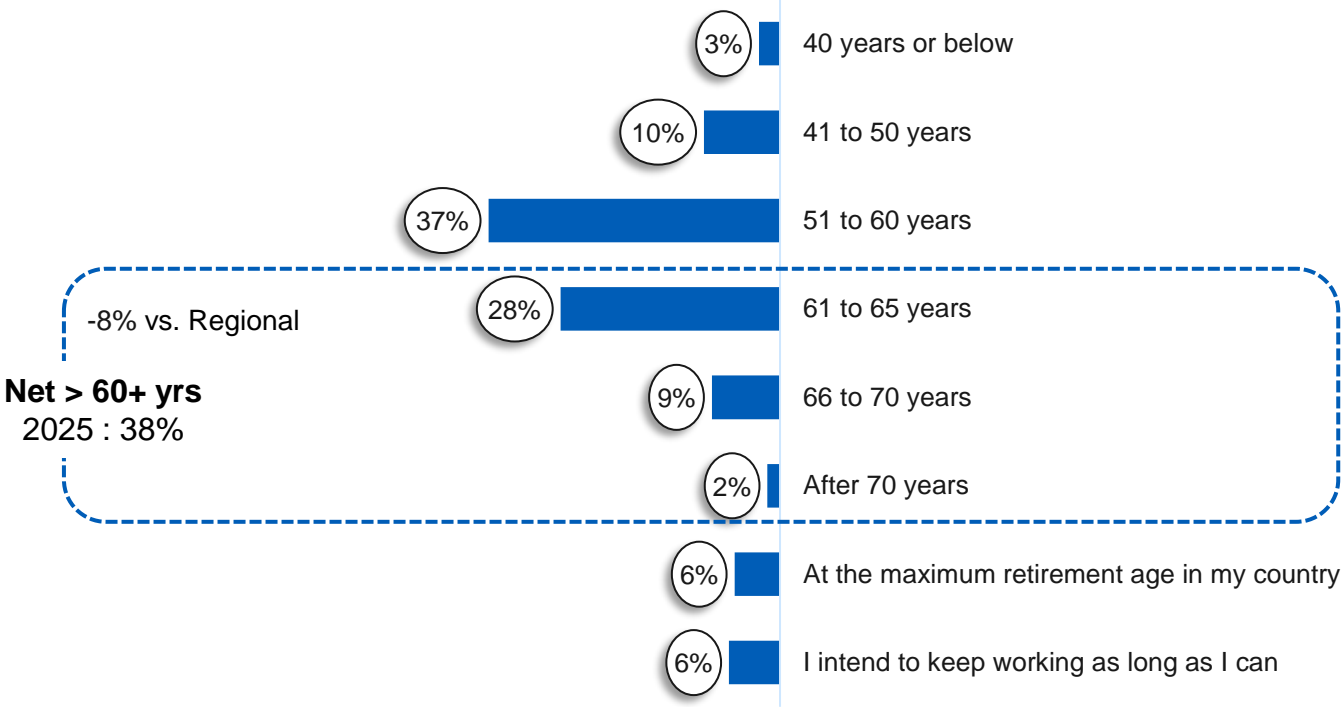 3% 40 years or below
10% 41 to 50 years
37% 51 to 60 years
28% 61 to 65 years
-8% vs. Regional
Net > 60+ yrs
2025 : 38%
9% 66 to 70 years
2% After 70 years
6% At the maximum retirement age in my country
6% I intend to keep working as long as I can